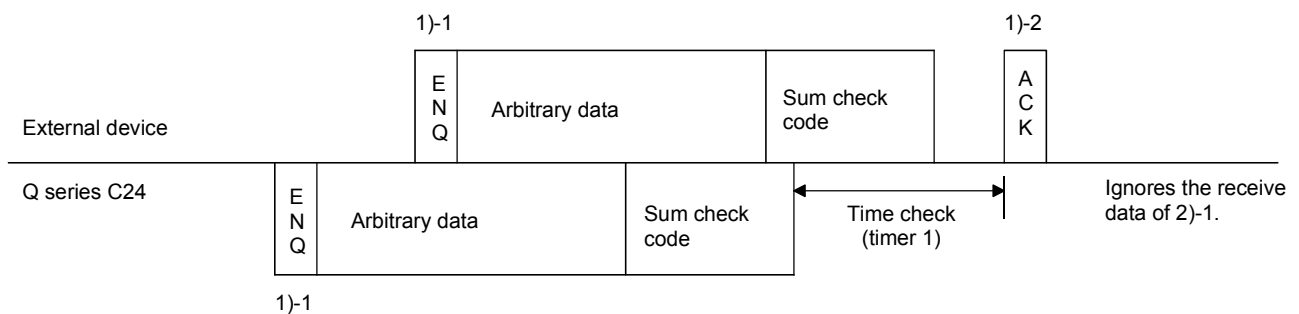 1)-1
1)-2
E
N
Q
Arbitrary data
Sum check
code
A
C
K
External device
Q series C24
E
N
Q
Arbitrary data
Sum check
code
Time check
(timer 1)
Ignores the receive
data of 2)-1.
1)-1